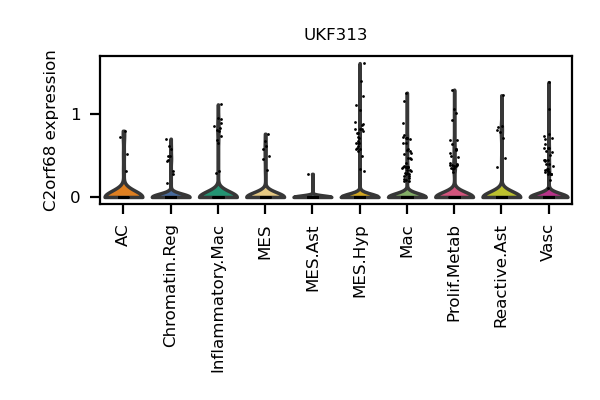 UKF313
C2orf68 expression
1
0
AC
Chromatin.Reg
Inflammatory.Mac
MES
MES.Ast
MES.Hyp
Mac
Prolif.Metab
Reactive.Ast
Vasc